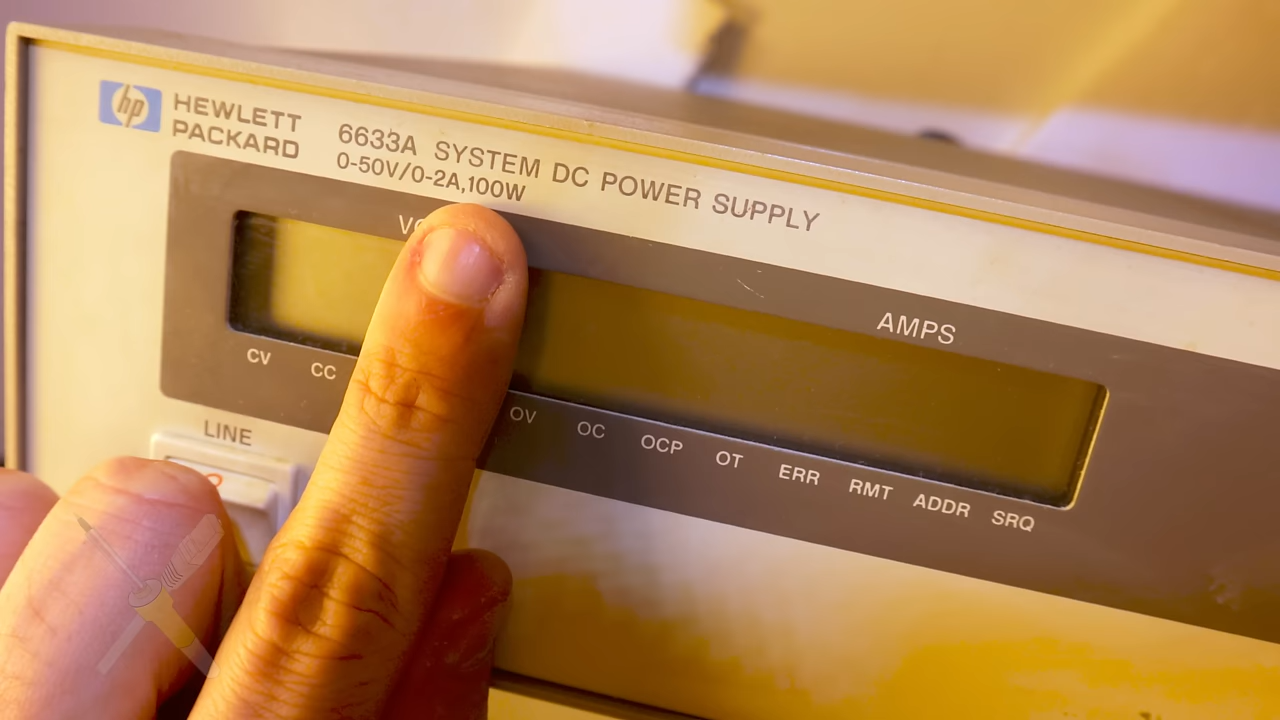 hp
HEWLETT
PACKARD
6633A SYSTEM DC POWER SUPPLY
0-50V/0-2A,100W
AMPS
CV CC OV OC OCP OT ERR RMT ADDR SRQ
LINE